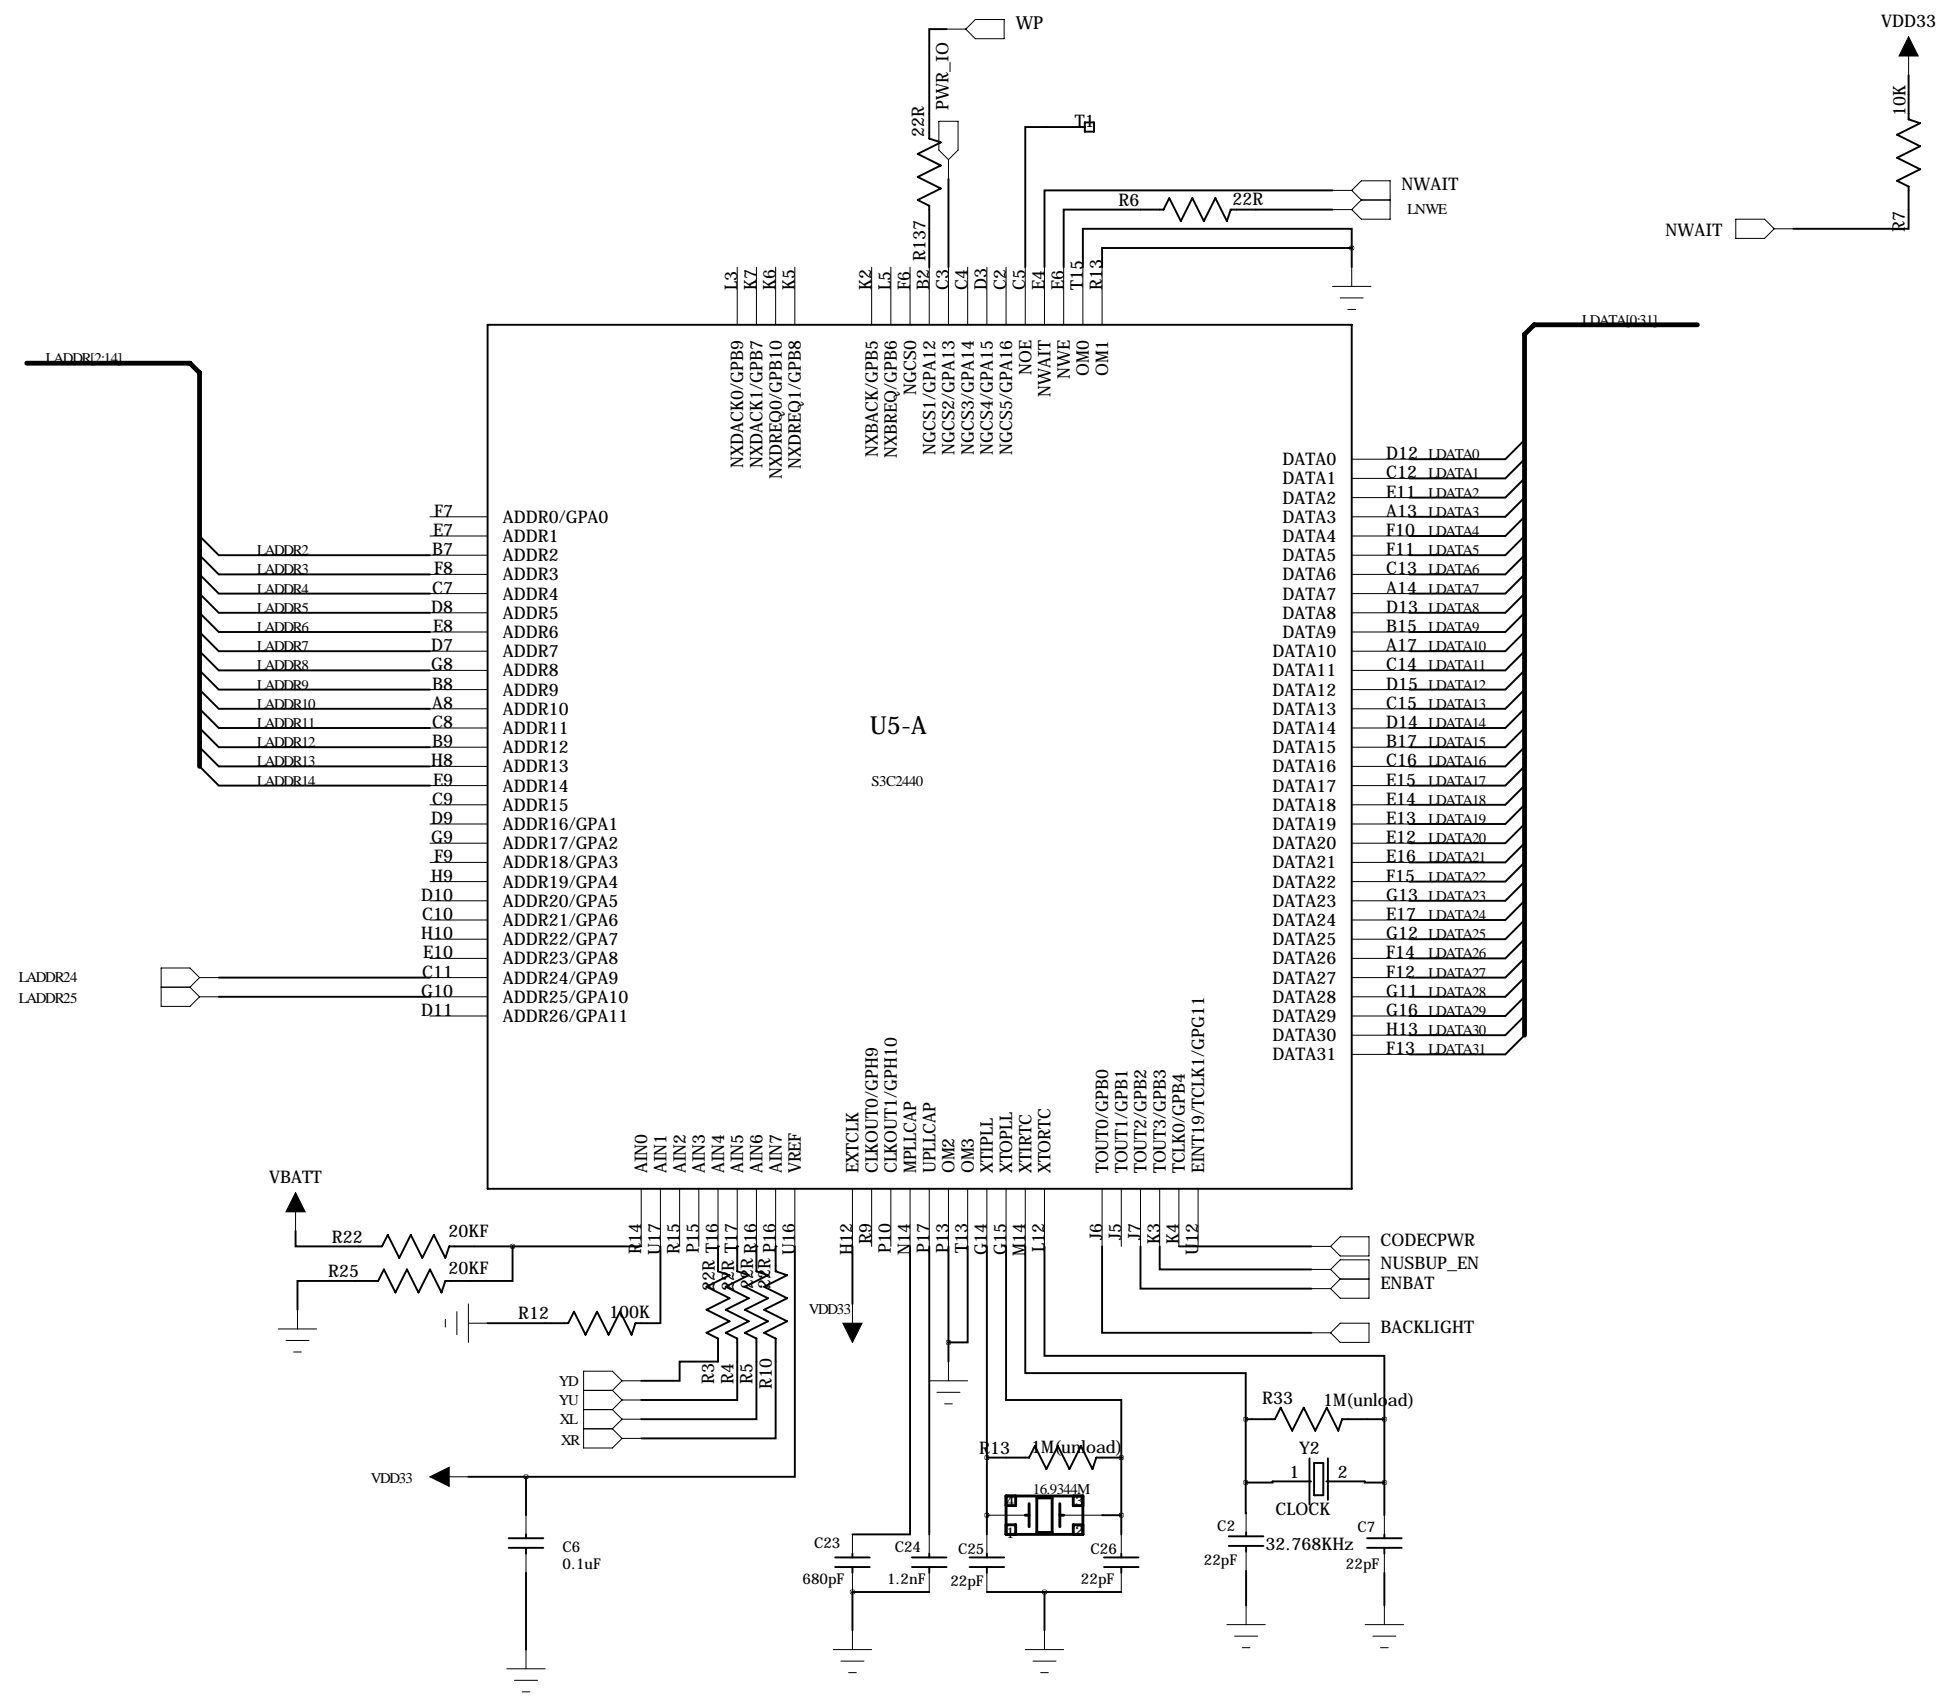 WP
VDD33
PWR_IO
22R
10K
T1
NWAIT
R6
22R
LNWE
R137
NWAIT
R7
L3
K7
K6
K5
K2
L5
F6
B2
C3
C4
D3
C2
C5
E4
E6
T15
R13
LADDR[2:14]
LDATA[0:31]
NXDACK0/GPB9
NXDACK1/GPB7
NXDREQ0/GPB10
NXDREQ1/GPB8
NXBACK/GPB5
NXBREQ/GPB6
NGCS0
NGCS1/GPA12
NGCS2/GPA13
NGCS3/GPA14
NGCS4/GPA15
NGCS5/GPA16
NOE
NWAIT
NWE
OM0
OM1
F7 ADDR0/GPA0
E7 ADDR1
LADDR2 B7 ADDR2
LADDR3 F8 ADDR3
LADDR4 C7 ADDR4
LADDR5 D8 ADDR5
LADDR6 E8 ADDR6
LADDR7 D7 ADDR7
LADDR8 G8 ADDR8
LADDR9 B8 ADDR9
LADDR10 A8 ADDR10
LADDR11 C8 ADDR11
LADDR12 B9 ADDR12
LADDR13 H8 ADDR13
LADDR14 E9 ADDR14
C9 ADDR15
D9 ADDR16/GPA1
G9 ADDR17/GPA2
F9 ADDR18/GPA3
H9 ADDR19/GPA4
D10 ADDR20/GPA5
C10 ADDR21/GPA6
H10 ADDR22/GPA7
E10 ADDR23/GPA8
LADDR24 C11 ADDR24/GPA9
LADDR25 G10 ADDR25/GPA10
D11 ADDR26/GPA11
U5-A
S3C2440
DATA0 D12 LDATA0
DATA1 C12 LDATA1
DATA2 E11 LDATA2
DATA3 A13 LDATA3
DATA4 F10 LDATA4
DATA5 F11 LDATA5
DATA6 C13 LDATA6
DATA7 A14 LDATA7
DATA8 D13 LDATA8
DATA9 B15 LDATA9
DATA10 A17 LDATA10
DATA11 C14 LDATA11
DATA12 D15 LDATA12
DATA13 C15 LDATA13
DATA14 D14 LDATA14
DATA15 B17 LDATA15
DATA16 C16 LDATA16
DATA17 E15 LDATA17
DATA18 E14 LDATA18
DATA19 E13 LDATA19
DATA20 E12 LDATA20
DATA21 E16 LDATA21
DATA22 F15 LDATA22
DATA23 G13 LDATA23
DATA24 E17 LDATA24
DATA25 G12 LDATA25
DATA26 F14 LDATA26
DATA27 F12 LDATA27
DATA28 G11 LDATA28
DATA29 G16 LDATA29
DATA30 H13 LDATA30
DATA31 F13 LDATA31
AIN0
AIN1
AIN2
AIN3
AIN4
AIN5
AIN6
AIN7
VREF
EXTCLK
CLKOUT0/GPH9
CLKOUT1/GPH10
MPLLCAP
UPLLCAP
OM2
OM3
XTIPLL
XTOPLL
XTIRTC
XTORTC
TOUT0/GPB0
TOUT1/GPB1
TOUT2/GPB2
TOUT3/GPB3
TCLK0/GPB4
EINT19/TCLK1/GPG11
R14
U17
R15
P15
T16
T17
R16
P16
U16
H12
R9
P10
N14
P17
P13
T13
G14
G15
M14
L12
J6
J5
J7
K3
K4
U12
VBATT
R22 20KF
R25 20KF
R12 100K
22R
22R
22R
22R
R3
R4
R5
R10
VDD33
CODECPWR
NUSBUP_EN
ENBAT
BACKLIGHT
YD
YU
XL
XR
VDD33
R13 1M(unload)
R33 1M(unload)
Y2
1 2
CLOCK
16.9344M
4 3
1 2
C6
0.1uF
C23
680pF
C24
1.2nF
C25
22pF
C26
22pF
C2
22pF
32.768KHz
C7
22pF